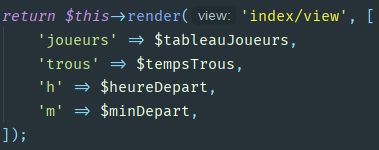 return $this->render( view: 'index/view', [
    'joueurs' => $tableauJoueurs,
    'trous' => $tempsTrous,
    'h' => $heureDepart,
    'm' => $minDepart,
]);